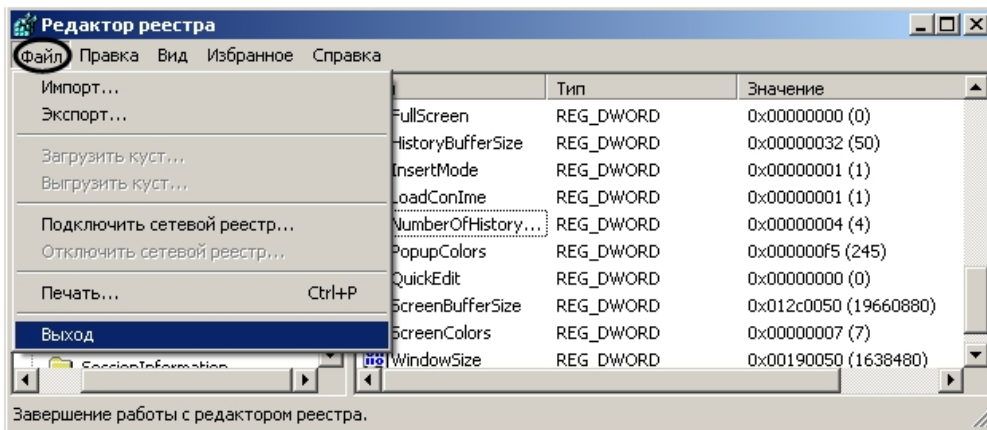 Редактор реестра
Файл Правка Вид Избранное Справка
Импорт...
Экспорт...
Загрузить куст...
Выгрузить куст...
Подключить сетевой реестр...
Отключить сетевой реестр...
Печать... Ctrl+P
Выход
Тип Значение
FullScreen REG_DWORD 0x00000000 (0)
HistoryBufferSize REG_DWORD 0x00000032 (50)
InsertMode REG_DWORD 0x00000001 (1)
LoadConIme REG_DWORD 0x00000001 (1)
NumberOfHistory... REG_DWORD 0x00000004 (4)
PopupColors REG_DWORD 0x000000f5 (245)
QuickEdit REG_DWORD 0x00000000 (0)
ScreenBufferSize REG_DWORD 0x012c0050 (19660880)
ScreenColors REG_DWORD 0x00000007 (7)
WindowSize REG_DWORD 0x00190050 (1638480)
SessionInformation
Завершение работы с редактором реестра.